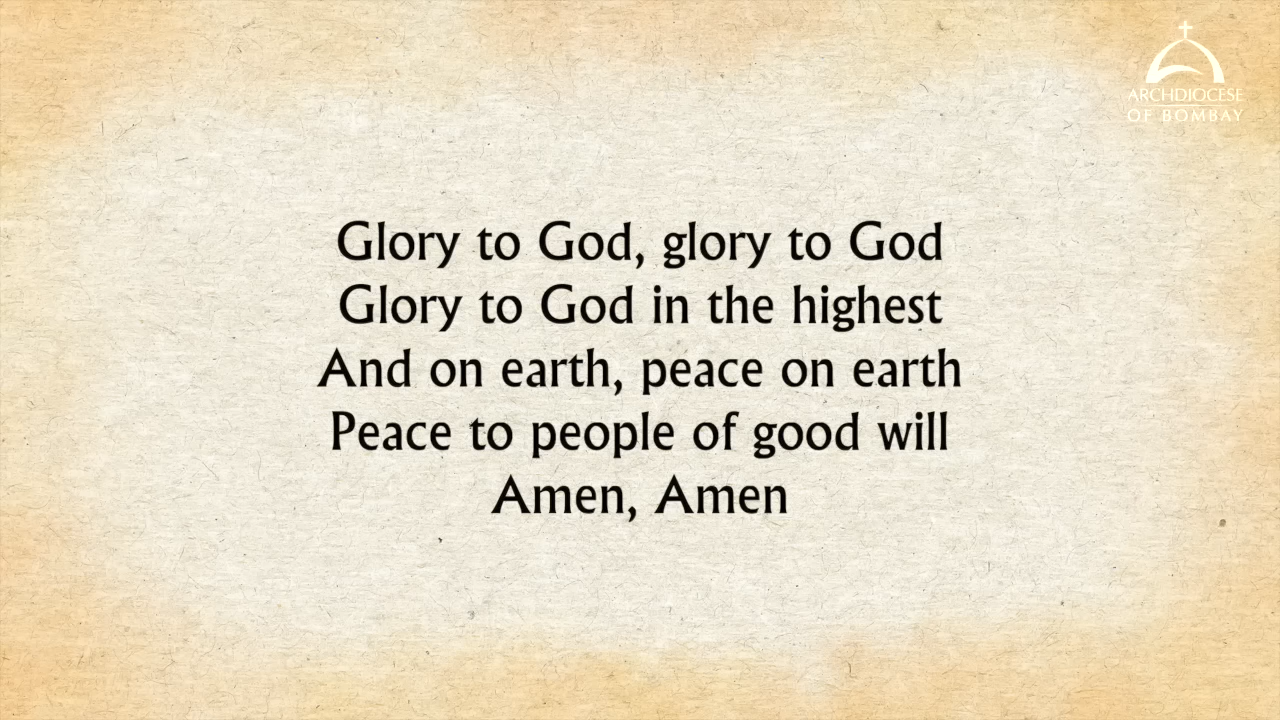 ARCHDIOCESE
OF BOMBAY
Glory to God, glory to God
Glory to God in the highest
And on earth, peace on earth
Peace to people of good will
Amen, Amen